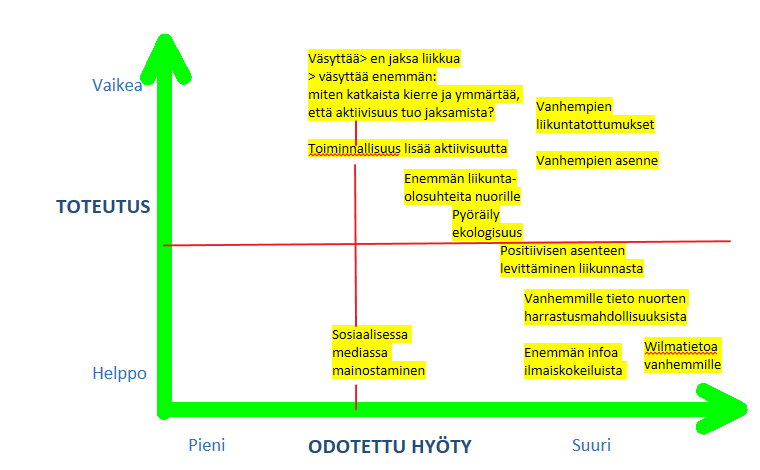 Vaikea
Väsyttää> en jaksa liikkua
> väsyttää enemmän:
miten katkaista kierre ja ymmärtää,
että aktiivisuus tuo jaksamista?
Vanhempien
liikuntatottumukset
Toiminnallisuus lisää aktiivisuutta
Vanhempien asenne
Enemmän liikunta-
olosuhteita nuorille
TOTEUTUS
Pyöräily
ekologisuus
Positiivisen asenteen
levittäminen liikunnasta
Vanhemmille tieto nuorten
harrastusmahdollisuuksista
Sosiaalisessa
mediassa
mainostaminen
Enemmän infoa
ilmaiskokeiluista
Wilmatietoa
vanhemmille
Helppo
Pieni
ODOTETTU HYÖTY
Suuri